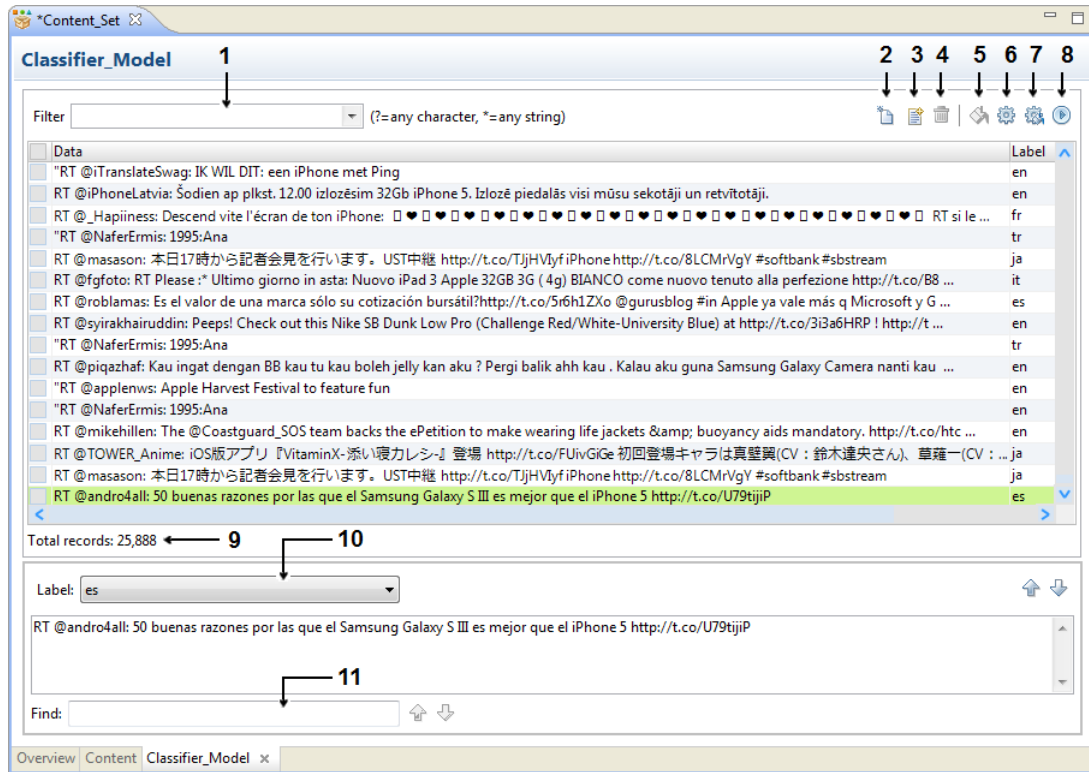 *Content_Set
Classifier_Model
1 2 3 4 5 6 7 8
Filter (?=any character, *=any string)
Data Label
"RT @iTranslateSwag: IK WIL DIT: een iPhone met Ping en
RT @iPhoneLatvia: Šodien ap plkst. 12.00 izlozēsim 32Gb iPhone 5. Izlozē piedalās visi mūsu sekotāji un retvītotāji. en
RT @_Hapiiness: Descend vite l'écran de ton iPhone: ▯♥▯♥▯♥▯♥▯♥▯♥▯♥▯♥▯♥▯♥▯♥▯♥▯♥▯♥▯♥▯♥▯♥▯ RT si le ... fr
"RT @NaferErmis: 1995:Ana tr
RT @masason: 本日17時から記者会見を行います。UST中継 http://t.co/TJjHVIyf iPhone http://t.co/8LCMrVgY #softbank #sbstream ja
RT @fgfoto: RT Please :* Ultimo giorno in asta: Nuovo iPad 3 Apple 32GB 3G ( 4g) BIANCO come nuovo tenuto alla perfezione http://t.co/B8 ... it
RT @roblamas: Es el valor de una marca sólo su cotización bursátil?http://t.co/5r6h1ZXo @gurusblog #in Apple ya vale más q Microsoft y G ... es
RT @syirakhairuddin: Peeps! Check out this Nike SB Dunk Low Pro (Challenge Red/White-University Blue) at http://t.co/3i3a6HRP ! http://t ... en
"RT @NaferErmis: 1995:Ana tr
RT @piqazhaf: Kau ingat dengan BB kau tu kau boleh jelly kan aku ? Pergi balik ahh kau . Kalau aku guna Samsung Galaxy Camera nanti kau ... en
"RT @applenws: Apple Harvest Festival to feature fun en
"RT @NaferErmis: 1995:Ana en
RT @mikehillen: The @Coastguard_SOS team backs the ePetition to make wearing life jackets &amp; buoyancy aids mandatory. http://t.co/htc ... en
RT @TOWER_Anime: iOS版アプリ『VitaminX-添い寝カレシ-』登場 http://t.co/FUivGiGe 初回登場キャラは真壁翼(CV：鈴木達央さん)、草薙一(CV：... ja
RT @masason: 本日17時から記者会見を行います。UST中継 http://t.co/TJjHVIyf iPhone http://t.co/8LCMrVgY #softbank #sbstream ja
RT @andro4all: 50 buenas razones por las que el Samsung Galaxy S III es mejor que el iPhone 5 http://t.co/U79tijiP es
Total records: 25,888 9 10
Label: es
RT @andro4all: 50 buenas razones por las que el Samsung Galaxy S III es mejor que el iPhone 5 http://t.co/U79tijiP
11
Find:
Overview Content Classifier_Model